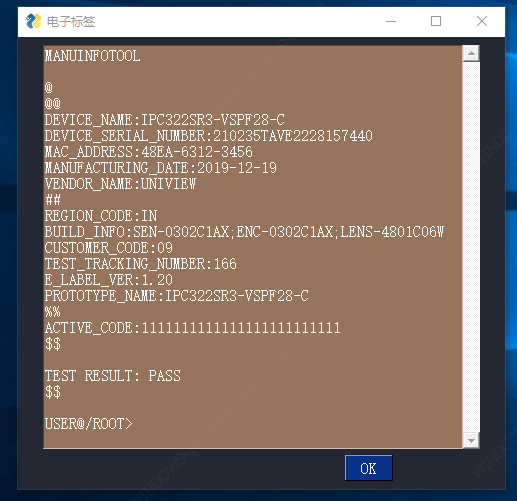 电子标签
MANUINFOTOOL
@
@@
DEVICE_NAME:IPC322SR3-VSPF28-C
DEVICE_SERIAL_NUMBER:210235TAVE2228157440
MAC_ADDRESS:48EA-6312-3456
MANUFACTURING_DATE:2019-12-19
VENDOR_NAME:UNIVIEW
##
REGION_CODE:IN
BUILD_INFO:SEN-0302C1AX;ENC-0302C1AX;LENS-4801C06W
CUSTOMER_CODE:09
TEST_TRACKING_NUMBER:166
E_LABEL_VER:1.20
PROTOTYPE_NAME:IPC322SR3-VSPF28-C
%%
ACTIVE_CODE:1111111111111111111111111
$$
TEST RESULT: PASS
$$
USER@/ROOT>
OK